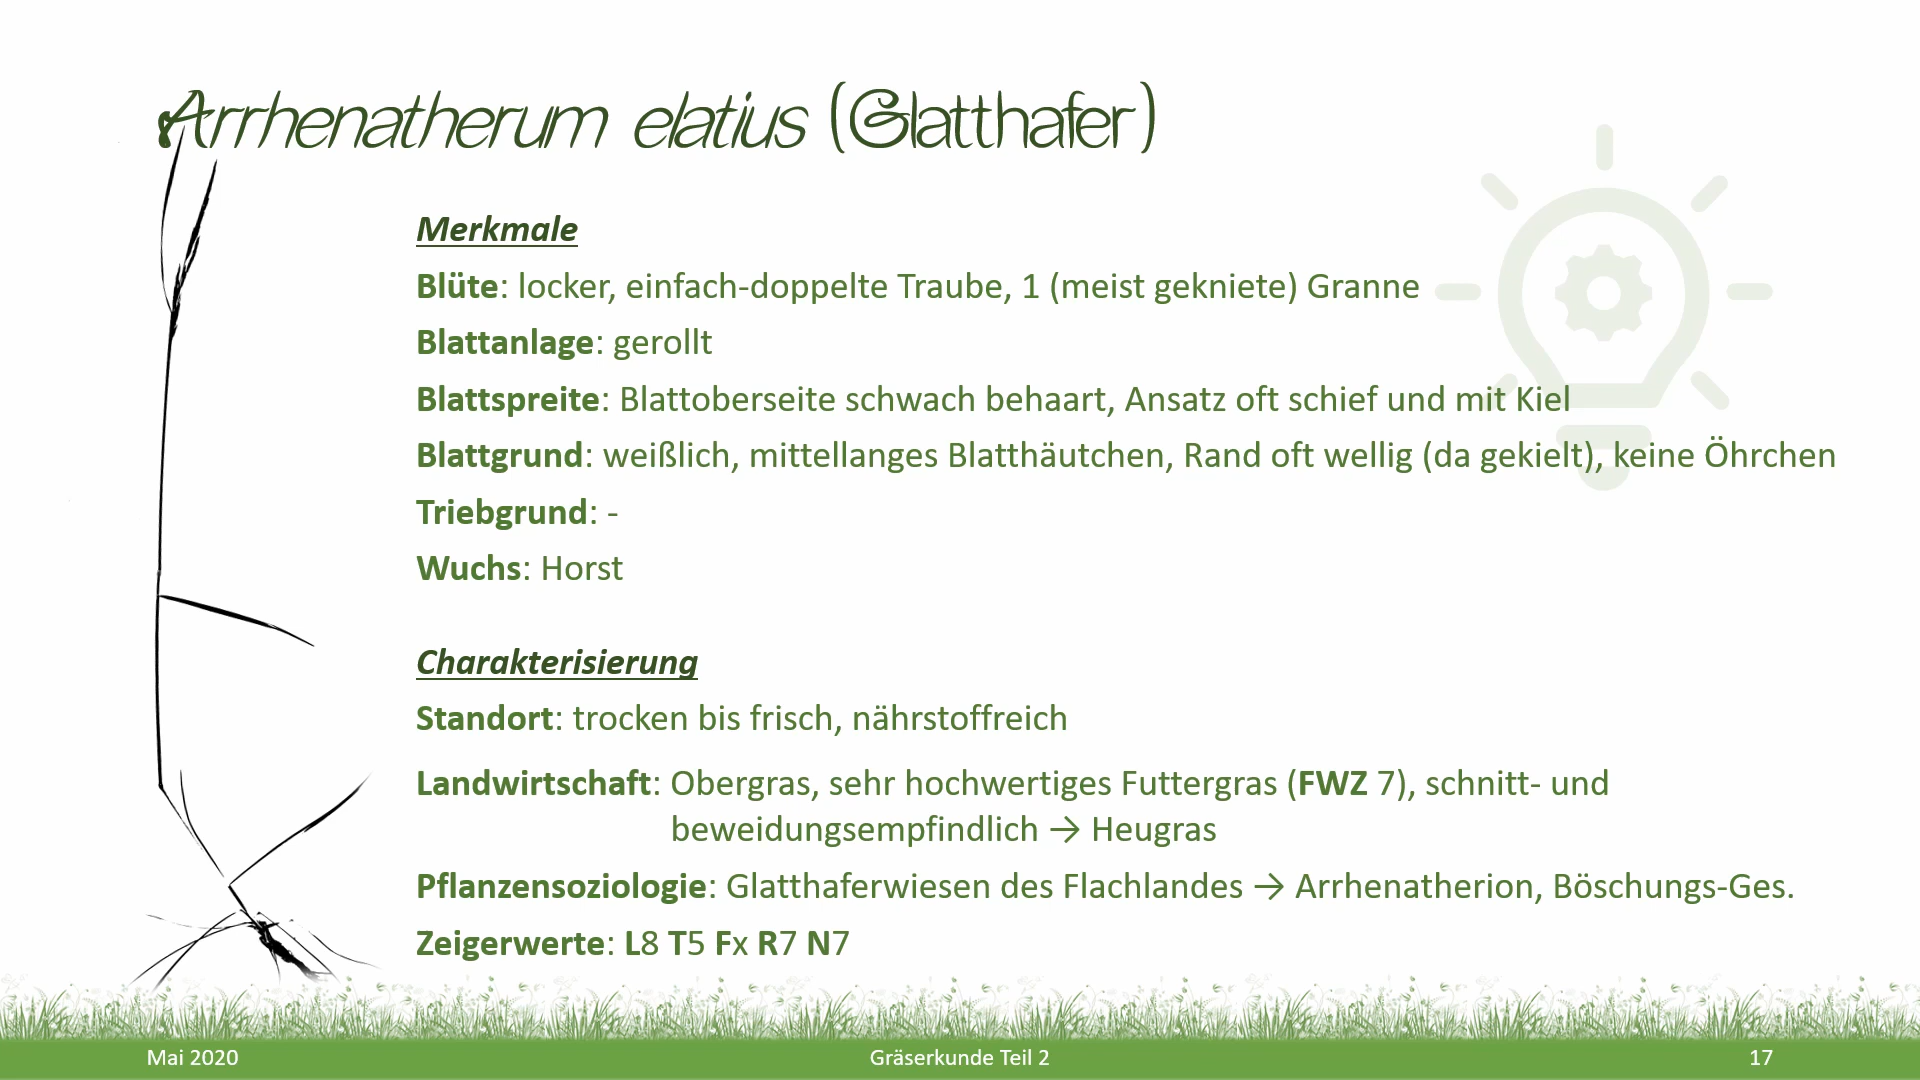 Arrhenatherum elatius (Glatthafer)
Merkmale
Blüte: locker, einfach-doppelte Traube, 1 (meist gekniete) Granne
Blattanlage: gerollt
Blattspreite: Blattoberseite schwach behaart, Ansatz oft schief und mit Kiel
Blattgrund: weißlich, mittellanges Blatthäutchen, Rand oft wellig (da gekielt), keine Öhrchen
Triebgrund: -
Wuchs: Horst
Charakterisierung
Standort: trocken bis frisch, nährstoffreich
Landwirtschaft: Obergras, sehr hochwertiges Futtergras (FWZ 7), schnitt- und
beweidungsempfindlich → Heugras
Pflanzensoziologie: Glatthaferwiesen des Flachlandes → Arrhenatherion, Böschungs-Ges.
Zeigerwerte: L8 T5 Fx R7 N7
Mai 2020
Gräserkunde Teil 2
17